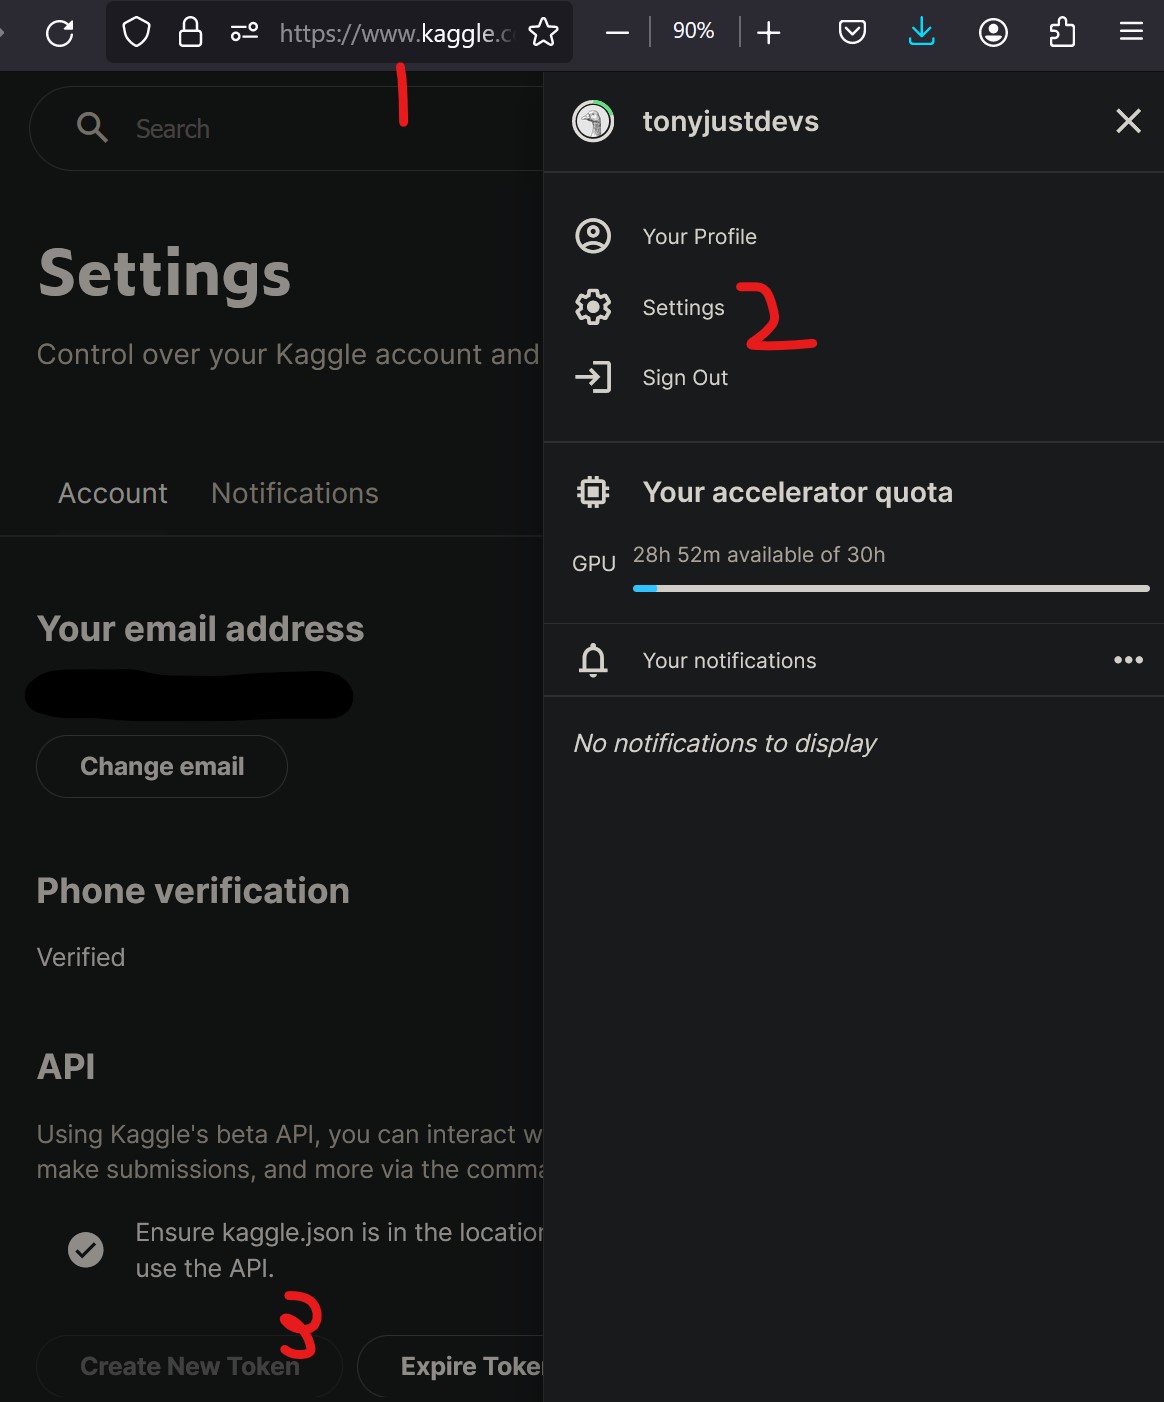 https://www.kaggle.c
90%
1
Search
Settings
Control over your Kaggle account and
Account
Notifications
Your email address
Change email
Phone verification
Verified
API
Using Kaggle's beta API, you can interact w
make submissions, and more via the comma
Ensure kaggle.json is in the location
use the API.
3
Create New Token
Expire Toke
tonyjustdevs
Your Profile
Settings
2
Sign Out
Your accelerator quota
GPU
28h 52m available of 30h
Your notifications
No notifications to display